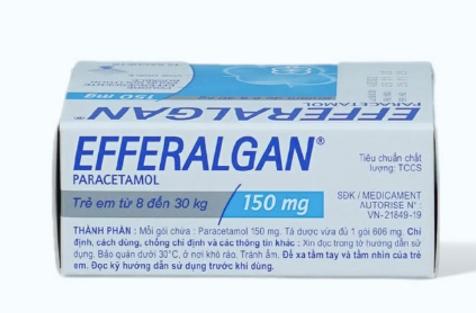 150 mg
PARACETAMOL
EFFERALGAN®
EFFERALGAN®
PARACETAMOL
Tiêu chuẩn chất
lượng: TCCS
Trẻ em từ 8 đến 30 kg
150 mg
SĐK / MEDICAMENT
AUTORISE N° :
VN-21849-19
THÀNH PHẦN : Mỗi gói chứa : Paracetamol 150 mg. Tá dược vừa đủ 1 gói 606 mg. Chỉ
định, cách dùng, chống chỉ định và các thông tin khác : Xin đọc trong tờ hướng dẫn sử
dụng. Bảo quản dưới 30°C, ở nơi khô ráo. Tránh ẩm. Để xa tầm tay và tầm nhìn của trẻ
em. Đọc kỹ hướng dẫn sử dụng trước khi dùng.